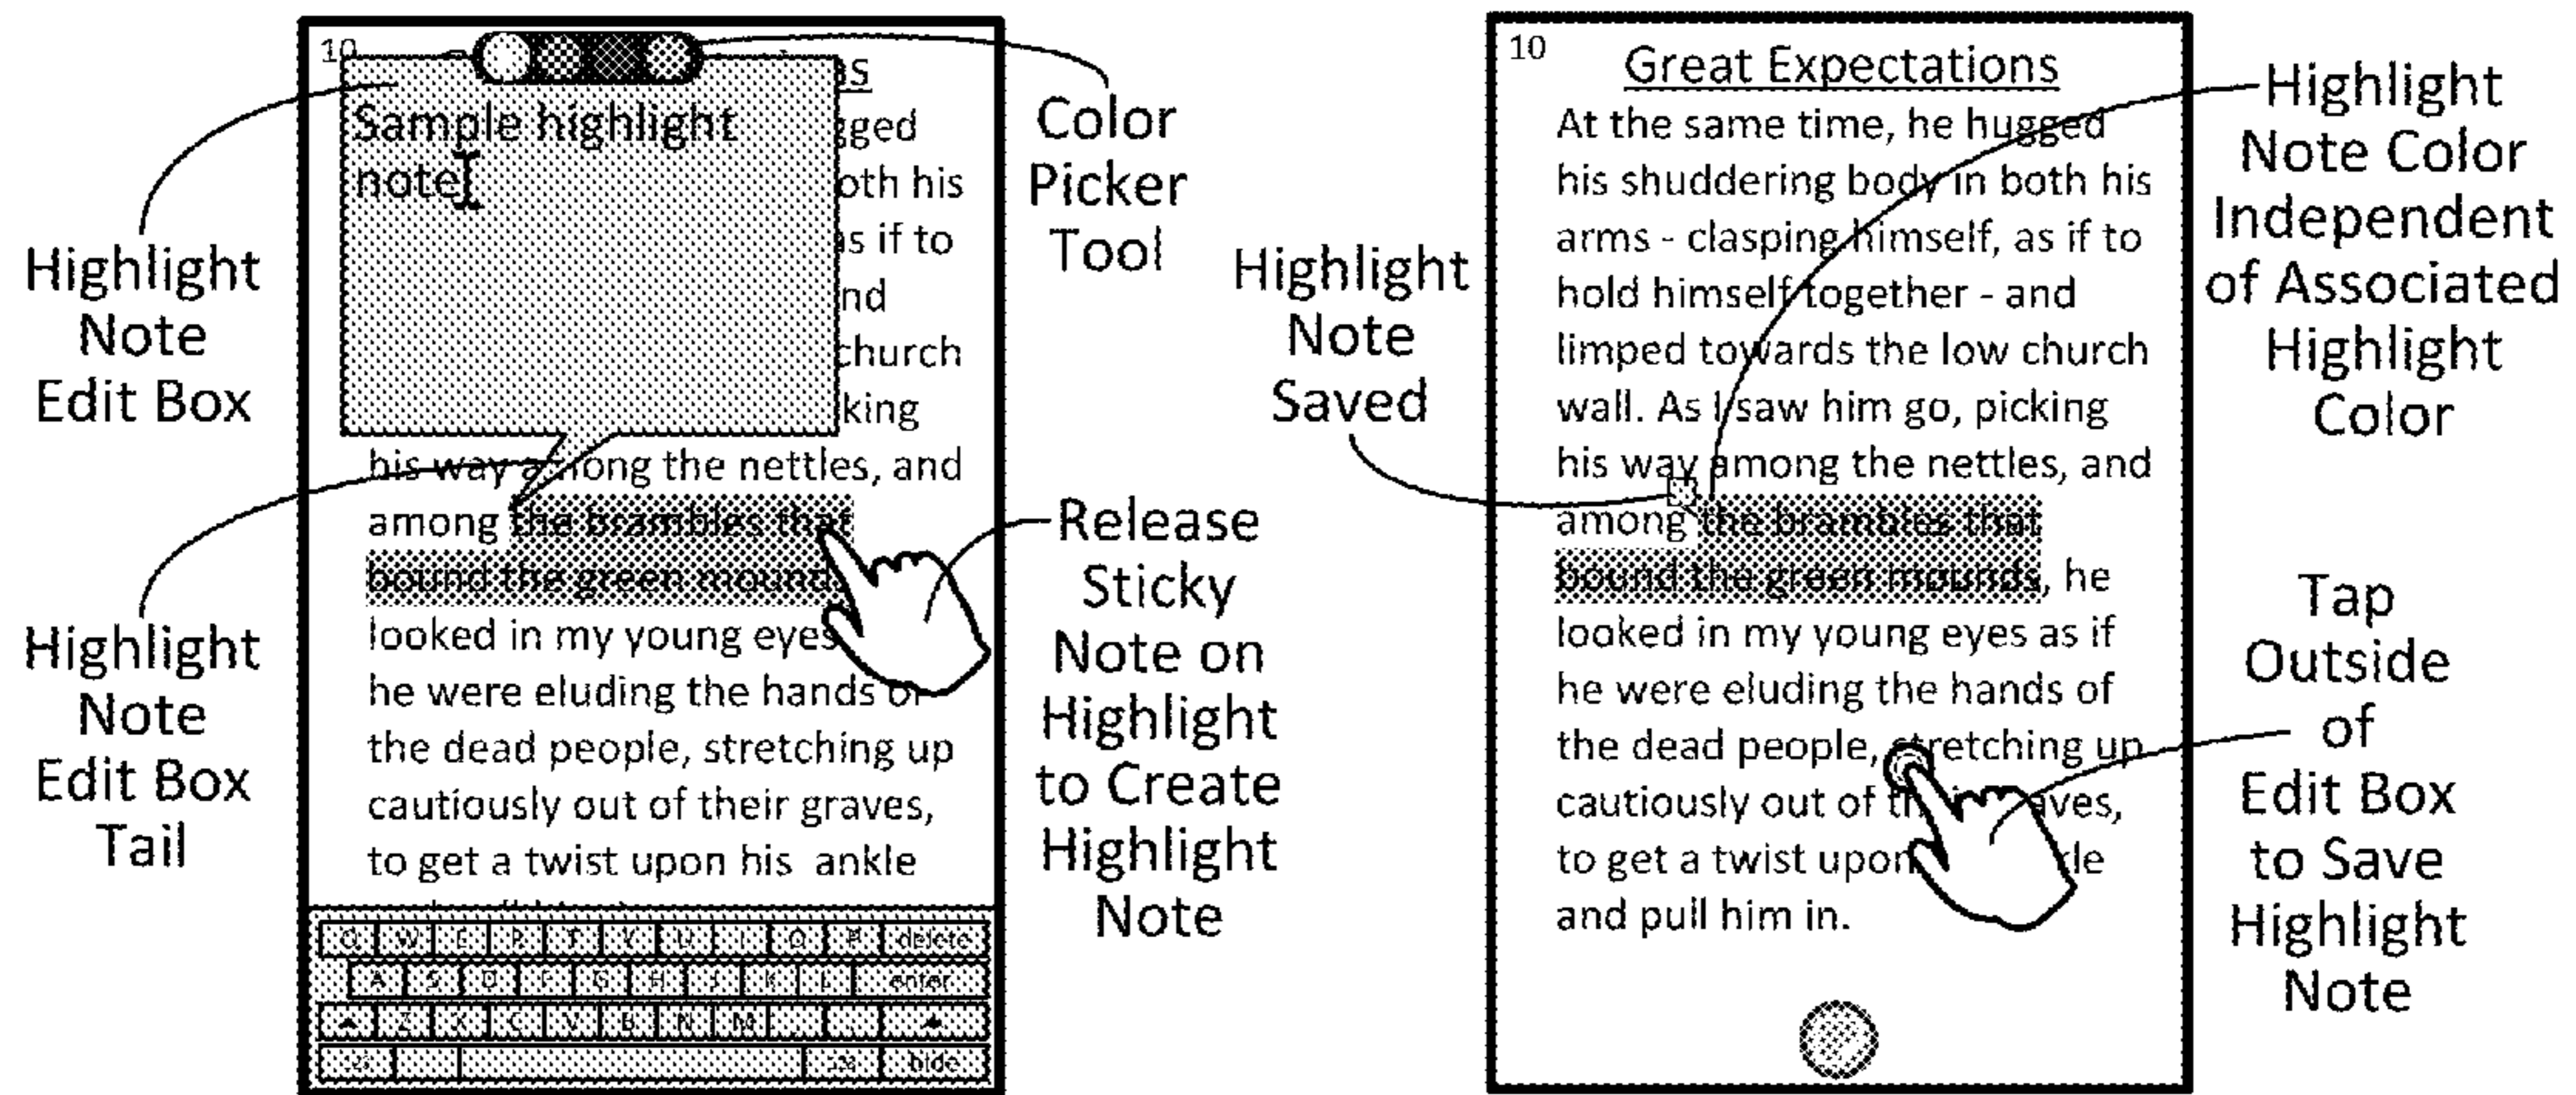 Highlight
Note
Edit Box
Highlight
Note
Edit Box
Tail
10
Sample highlight
note
gged
oth his
as if to
nd
church
king
his way among the nettles, and
among the brambles that
bound the green mound
looked in my young eyes
he were eluding the hands of
the dead people, stretching up
cautiously out of their graves,
to get a twist upon his ankle
Q W E R T Y U I O P delete
A S D F G H J K L enter
Z X C V B N M
hide
Color
Picker
Tool
Release
Sticky
Note on
Highlight
to Create
Highlight
Note
Highlight
Note
Saved
10
Great Expectations
At the same time, he hugged
his shuddering body in both his
arms - clasping himself, as if to
hold himself together - and
limped towards the low church
wall. As I saw him go, picking
his way among the nettles, and
among the brambles that
bound the green mounds, he
looked in my young eyes as if
he were eluding the hands of
the dead people, stretching up
cautiously out of aves,
to get a twist upon kle
and pull him in.
Highlight
Note Color
Independent
of Associated
Highlight
Color
Tap
Outside
of
Edit Box
to Save
Highlight
Note